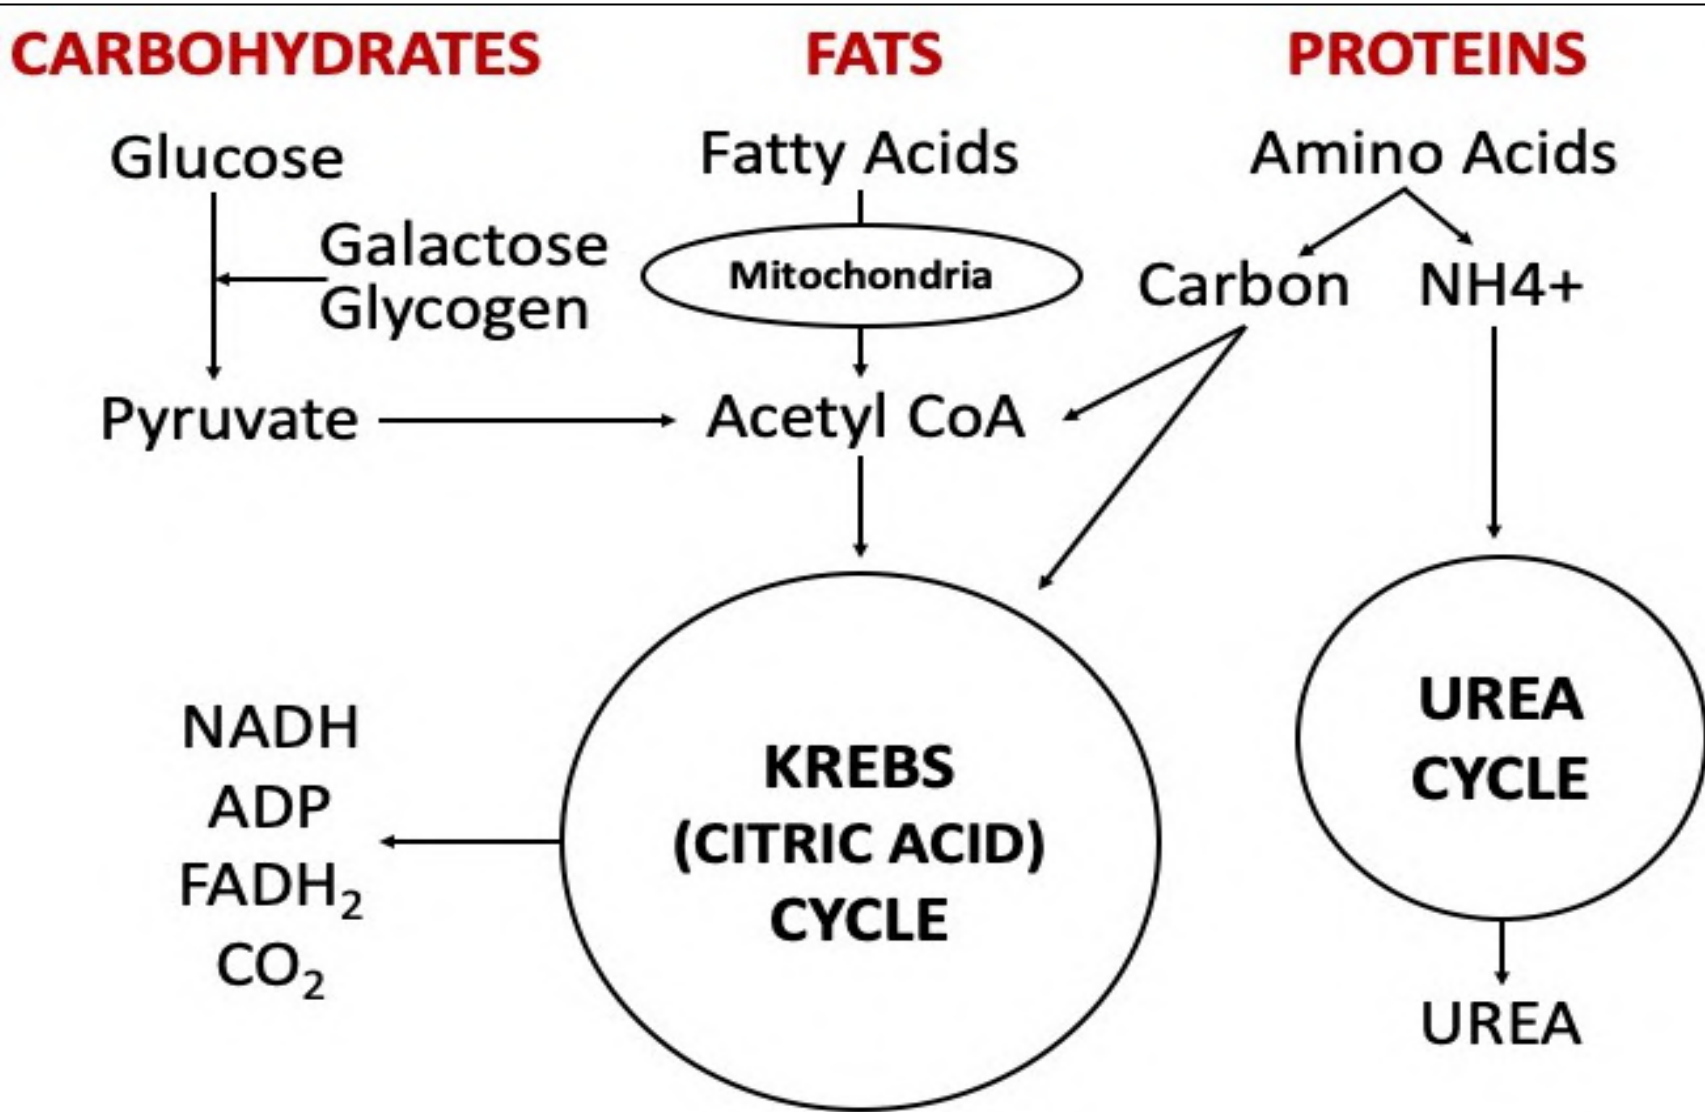 CARBOHYDRATES
FATS
PROTEINS
Glucose
Fatty Acids
Amino Acids
Galactose
Glycogen
Mitochondria
Carbon
NH4+
Pyruvate
Acetyl CoA
NADH
ADP
FADH₂
CO₂
KREBS
(CITRIC ACID)
CYCLE
UREA
CYCLE
UREA